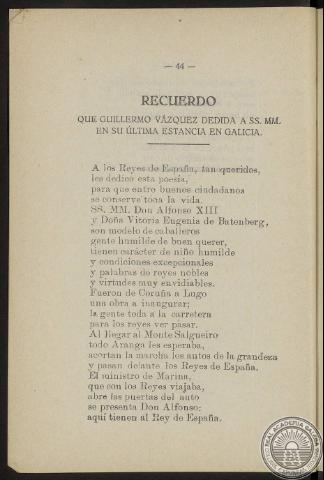 — 44 —
RECUERDO
QUE GUILLERMO VÁZQUEZ DEDIDA A SS. MM.
EN SU ÚLTIMA ESTANCIA EN GALICIA.
A los Reyes de España, tan queridos,
les dedico esta poesía,
para que entre buenos ciudadanos
se conserve toda la vida.
SS. MM. Don Alfonso XIII
y Doña Vitoria Eugenia de Batenberg,
son modelo de caballeros
gente humilde de buen querer,
tienen carácter de niño humilde
y condiciones excepcionales
y palabras de reyes nobles
y virtudes muy envidiables.
Fueron de Coruña a Lugo
una obra a inaugurar;
la gente toda a la carretera
para los reyes ver pasar.
Al llegar al Monte Salgueiro
todo Aranga les esperaba,
acortan la marcha los autos de la grandeza
y pasan delante los Reyes de España.
El ministro de Marina,
que con los Reyes viajaba,
abre las puertas del auto
se presenta Don Alfonso:
aquí tienen al Rey de España.
REAL ACADEMIA GALEGA